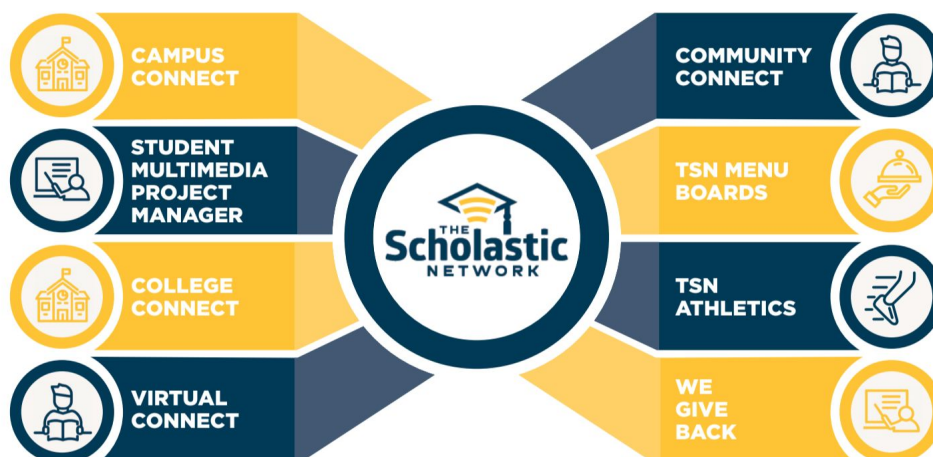 CAMPUS
CONNECT
STUDENT
MULTIMEDIA
PROJECT
MANAGER
COLLEGE
CONNECT
VIRTUAL
CONNECT
THE
Scholastic
NETWORK
COMMUNITY
CONNECT
TSN MENU
BOARDS
TSN
ATHLETICS
WE
GIVE
BACK